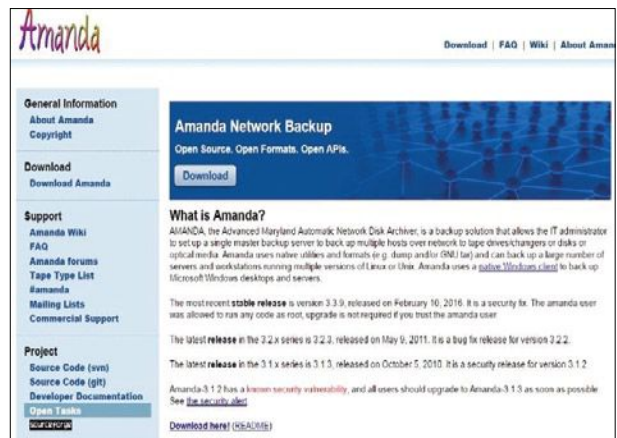 Amanda
Download | FAQ | Wiki | About Aman
General Information
About Amanda
Copyright
Download
Download Amanda
Support
Amanda Wiki
FAQ
Amanda forums
Tape Type List
#amanda
Mailing Lists
Commercial Support
Project
Source Code (svn)
Source Code (git)
Developer Documentation
Open Tasks
sourceforge
Amanda Network Backup
Open Source. Open Formats. Open APIs.
Download
What is Amanda?
AMANDA, the Advanced Maryland Automatic Network Disk Archiver, is a backup solution that allows the IT administrator
to set up a single master backup server to back up multiple hosts over network to tape drives/changers or disks or
optical media. Amanda uses native utilities and formats (e.g. dump and/or GNU tar) and can back up a large number of
servers and workstations running multiple versions of Linux or Unix. Amanda uses a native Windows client to back up
Microsoft Windows desktops and servers.
The most recent stable release is version 3.3.9, released on February 10, 2016. It is a security fix. The amanda user
was allowed to run any code as root, upgrade is not required if you trust the amanda user
The latest release in the 3.2.x series is 3.2.3, released on May 9, 2011. It is a bug fix release for version 3.2.2.
The latest release in the 3.1.x series is 3.1.3, released on October 5, 2010. It is a security release for version 3.1.2
Amanda-3.1.2 has a known security vulnerability, and all users should upgrade to Amanda-3.1.3 as soon as possible
See the security alert
Download here! (README)